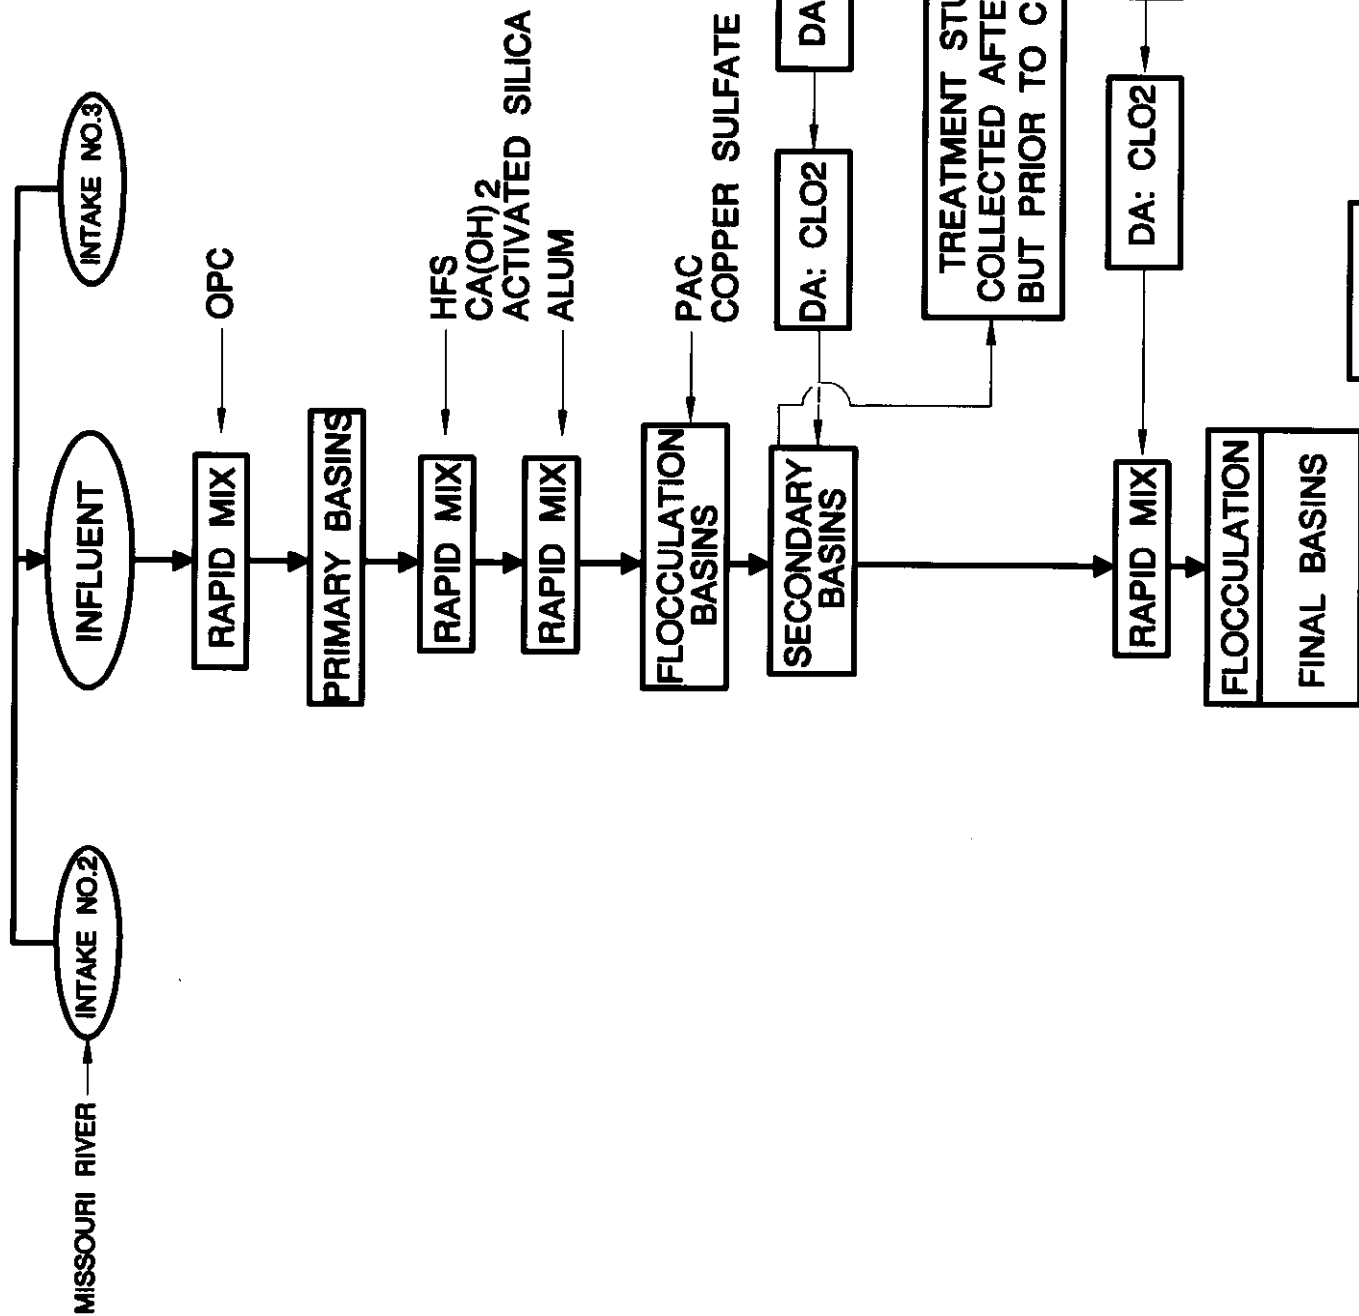 MISSOURI RIVER
INTAKE NO.2
INTAKE NO.3
INFLUENT
RAPID MIX
OPC
PRIMARY BASINS
RAPID MIX
HFS
CA(OH)2
ACTIVATED SILICA
RAPID MIX
ALUM
FLOCCULATION
BASINS
PAC
COPPER SULFATE
SECONDARY
BASINS
DA: CLO2
DA
TREATMENT STU
COLLECTED AFTE
BUT PRIOR TO C
RAPID MIX
DA: CLO2
FLOCCULATION
FINAL BASINS